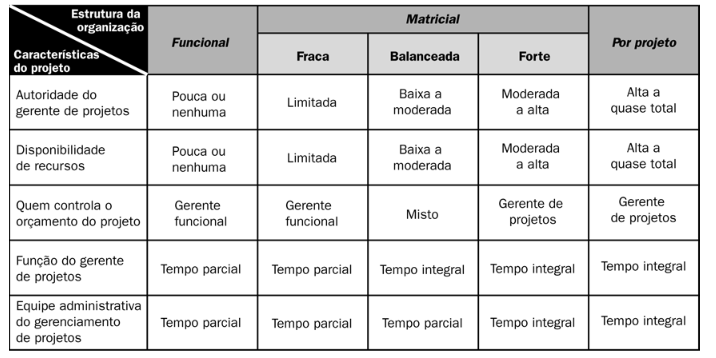 Estrutura da
organização
Características
do projeto
Funcional
Matricial
Por projeto
Fraca
Balanceada
Forte
Autoridade do
gerente de projetos
Pouca ou
nenhuma
Limitada
Baixa a
moderada
Moderada
a alta
Alta a
quase total
Disponibilidade
de recursos
Pouca ou
nenhuma
Limitada
Baixa a
moderada
Moderada
a alta
Alta a
quase total
Quem controla o
orçamento do projeto
Gerente
funcional
Gerente
funcional
Misto
Gerente de
projetos
Gerente
de projetos
Função do gerente
de projetos
Tempo parcial
Tempo parcial
Tempo integral
Tempo integral
Tempo integral
Equipe administrativa
do gerenciamento
de projetos
Tempo parcial
Tempo parcial
Tempo parcial
Tempo integral
Tempo integral